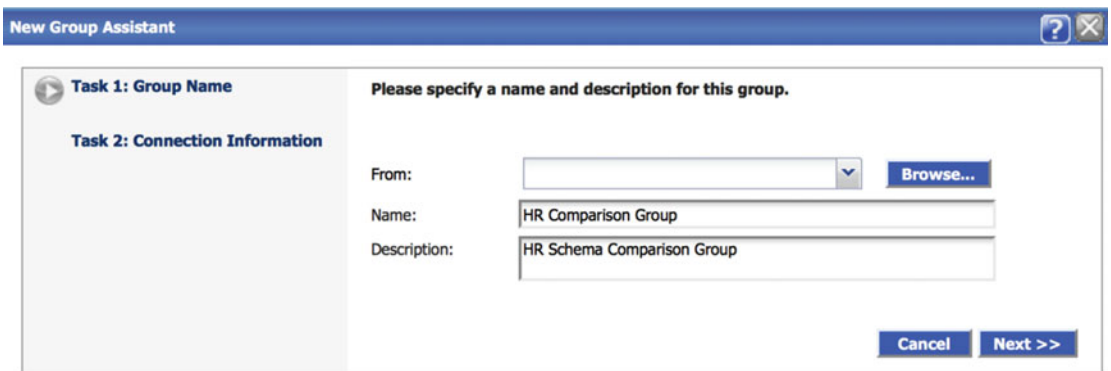 New Group Assistant
?
Task 1: Group Name
Task 2: Connection Information
Please specify a name and description for this group.
From:
Browse...
Name:
HR Comparison Group
Description:
HR Schema Comparison Group
Cancel
Next >>